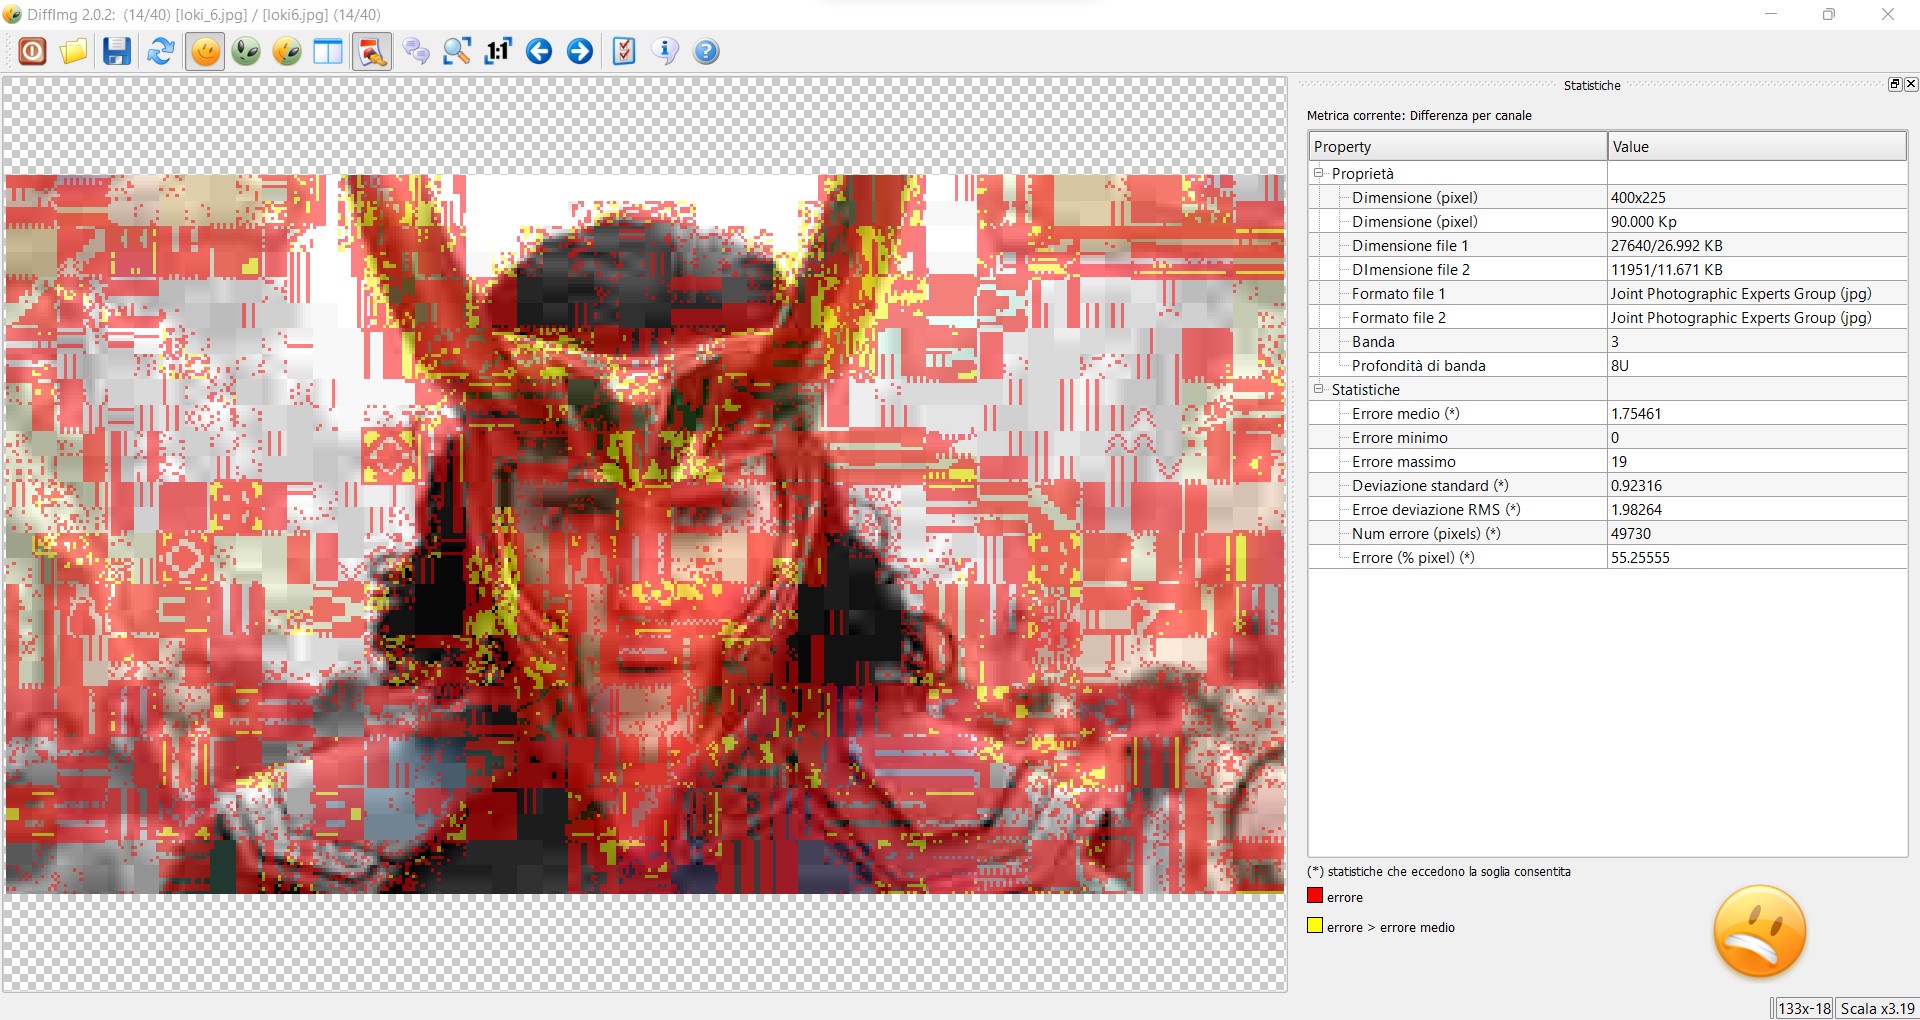 DiffImg 2.0.2: (14/40) [loki_6.jpg] / [loki6.jpg] (14/40)
1:1
Statistiche
Metrica corrente: Differenza per canale
Property Value
Proprietà
Dimensione (pixel) 400x225
Dimensione (pixel) 90.000 Kp
Dimensione file 1 27640/26.992 KB
DImensione file 2 11951/11.671 KB
Formato file 1 Joint Photographic Experts Group (jpg)
Formato file 2 Joint Photographic Experts Group (jpg)
Banda 3
Profondità di banda 8U
Statistiche
Errore medio (*) 1.75461
Errore minimo 0
Errore massimo 19
Deviazione standard (*) 0.92316
Erroe deviazione RMS (*) 1.98264
Num errore (pixels) (*) 49730
Errore (% pixel) (*) 55.25555
(*) statistiche che eccedono la soglia consentita
errore
errore > errore medio
133x-18 Scala x3.19